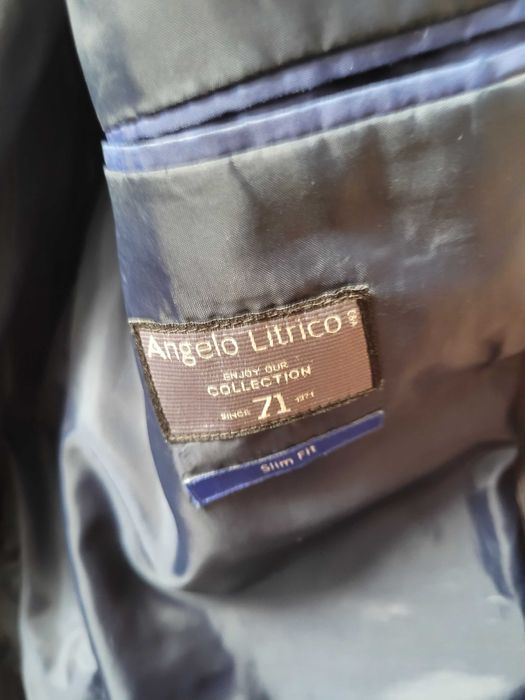 Angelo Litrico
ENJOY OUR
COLLECTION
SINCE 71 1971
Slim Fit